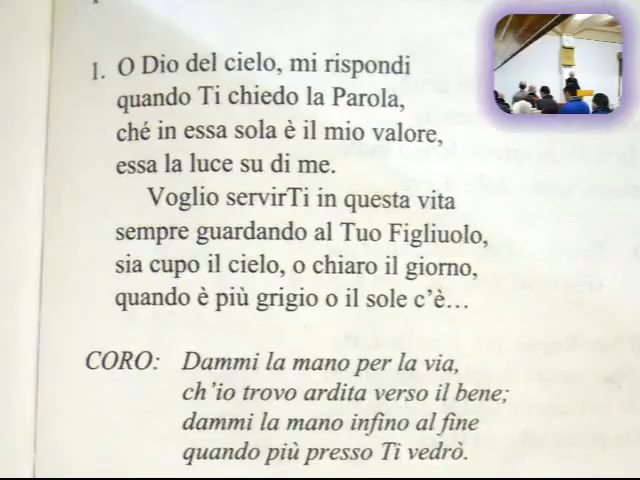 1. O Dio del cielo, mi rispondi
quando Ti chiedo la Parola,
ché in essa sola è il mio valore,
essa la luce su di me.
Voglio servirTi in questa vita
sempre guardando al Tuo Figliuolo,
sia cupo il cielo, o chiaro il giorno,
quando è più grigio o il sole c'è...
CORO: Dammi la mano per la via,
ch'io trovo ardita verso il bene;
dammi la mano infino al fine
quando più presso Ti vedrò.